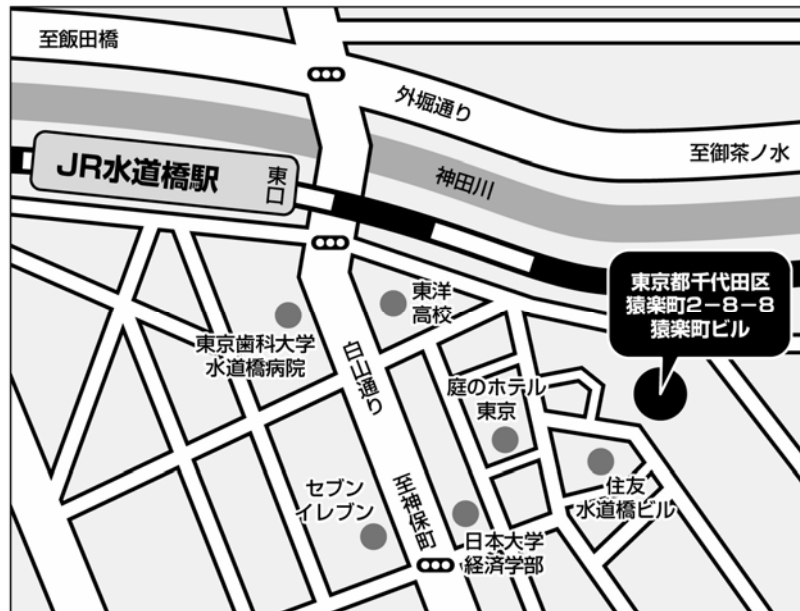 至飯田橋
外堀通り
至御茶ノ水
JR水道橋駅
東口
神田川
東京都千代田区
猿楽町2−8−8
猿楽町ビル
東洋
高校
東京歯科大学
水道橋病院
白山通り
庭のホテル
東京
セブン
イレブン
至神保町
住友
水道橋ビル
日本大学
経済学部